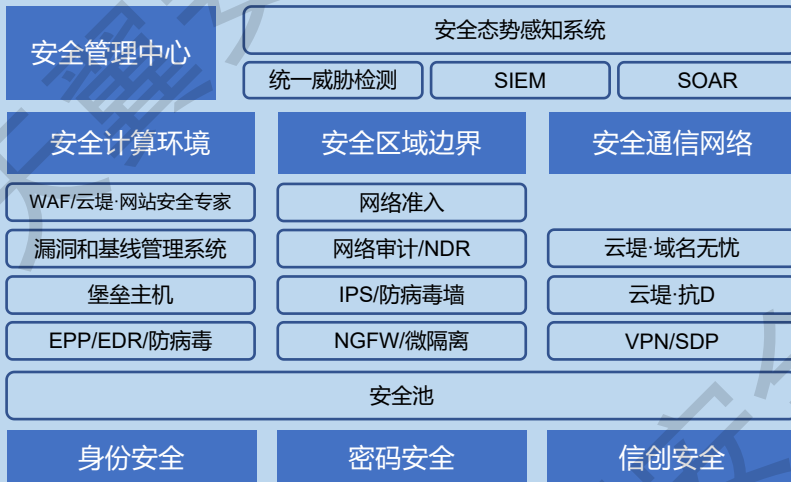 安全管理中心
安全态势感知系统
统一威胁检测
SIEM
SOAR
安全计算环境
安全区域边界
安全通信网络
WAF/云堤·网站安全专家
网络准入
漏洞和基线管理系统
网络审计/NDR
云堤·域名无忧
堡垒主机
IPS/防病毒墙
云堤·抗D
EPP/EDR/防病毒
NGFW/微隔离
VPN/SDP
安全池
身份安全
密码安全
信创安全